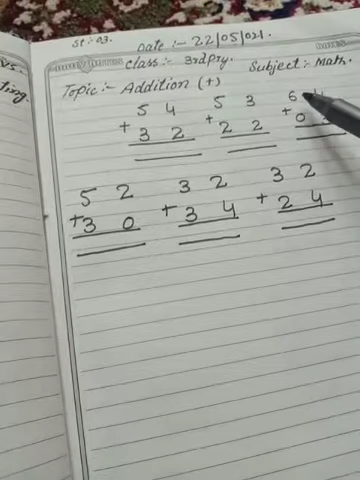 St:-03.
Date :- 22/05/021.
Class :- 3rd pry. Subject:- Math.
Topic:- Addition (+)
5 4 5 3 6
+ 3 2 + 2 2 + 0
5 2 3 2 3 2
+3 0 + 3 4 + 2 4